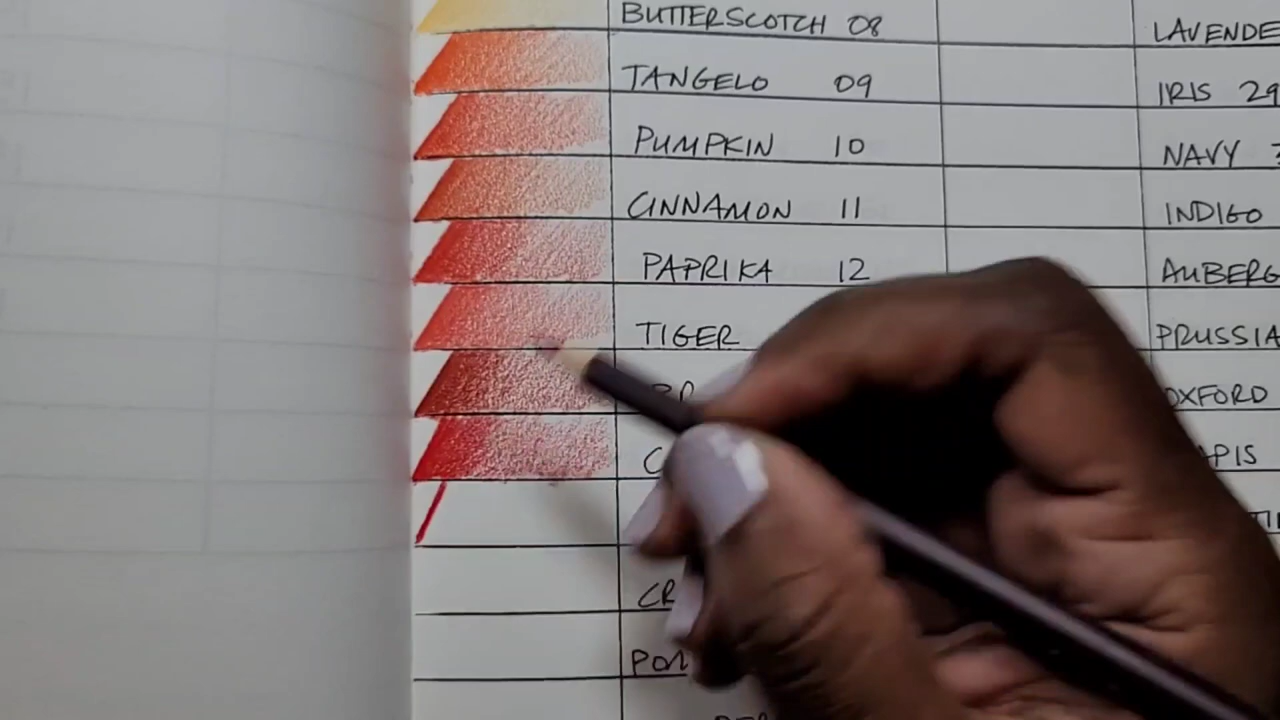 BUTTERSCOTCH 08
LAVENDE
TANGELO 09
IRIS 29
PUMPKIN 10
NAVY
CINNAMON 11
INDIGO
PAPRIKA 12
AUBERG
TIGER
PRUSSIA
OXFORD
C
APIS
CR